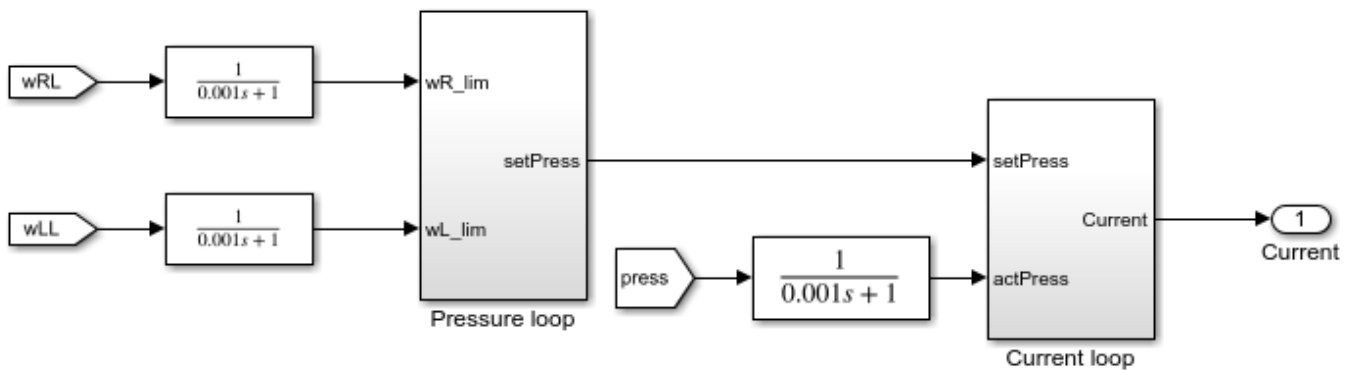 wRL
1
0.001s + 1
wR_lim
setPress
wLL
1
0.001s + 1
wL_lim
Pressure loop
press
1
0.001s + 1
setPress
Current
actPress
Current loop
1
Current